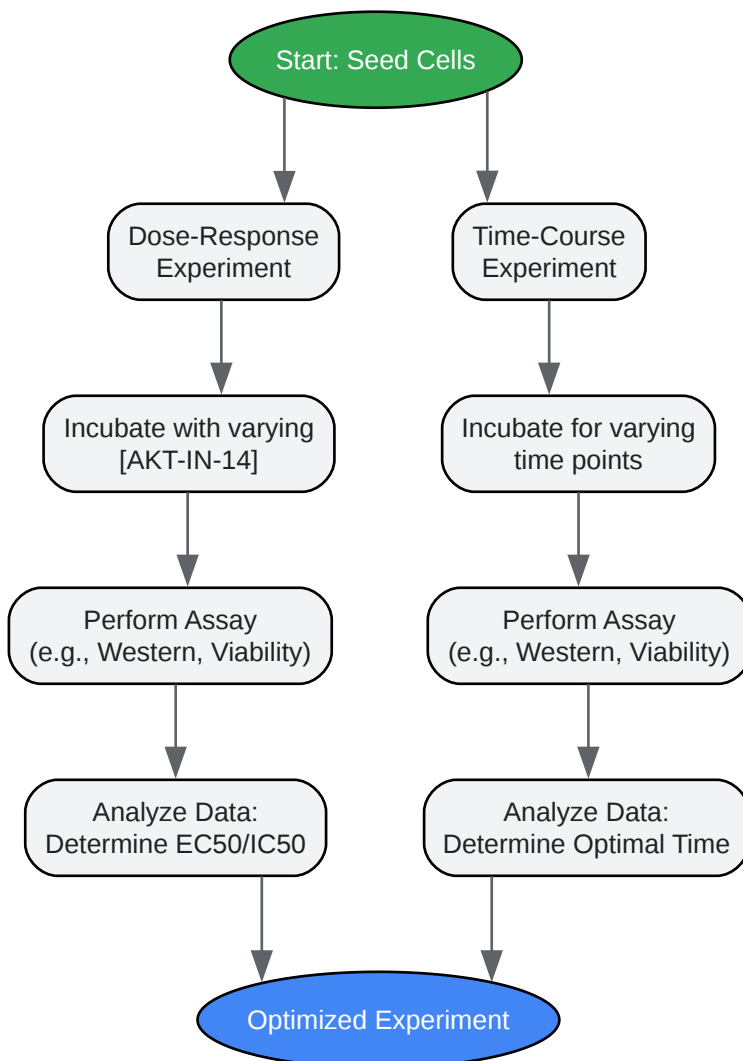 Start: Seed Cells
Dose-Response
Experiment
Time-Course
Experiment
Incubate with varying
[AKT-IN-14]
Incubate for varying
time points
Perform Assay
(e.g., Western, Viability)
Perform Assay
(e.g., Western, Viability)
Analyze Data:
Determine EC50/IC50
Analyze Data:
Determine Optimal Time
Optimized Experiment